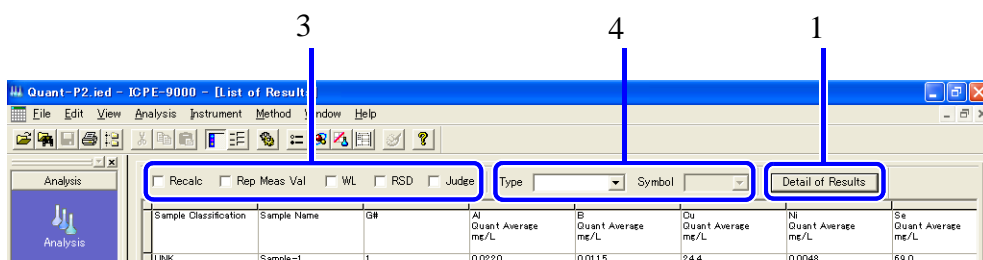 3 4 1
Quant-P2.ied - ICPE-9000 - [List of Result
File Edit View Analysis Instrument Method indow Help
Analysis
Recalc Rep Meas Val WL RSD Judge Type Symbol Detail of Results
Sample Classification Sample Name G# Al B Cu Ni Se
Quant Average Quant Average Quant Average Quant Average Quant Average
mg/L mg/L mg/L mg/L mg/L
Analysis
UNK Sample-1 1 0.0220 0.0115 24.4 0.0048 69.0